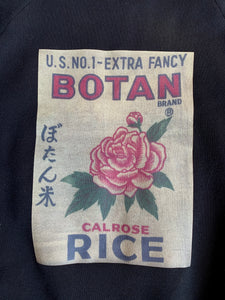 U.S. NO.1~EXTRA FANCY
BOTAN
BRAND
®
ぼたん米
CALROSE
RICE